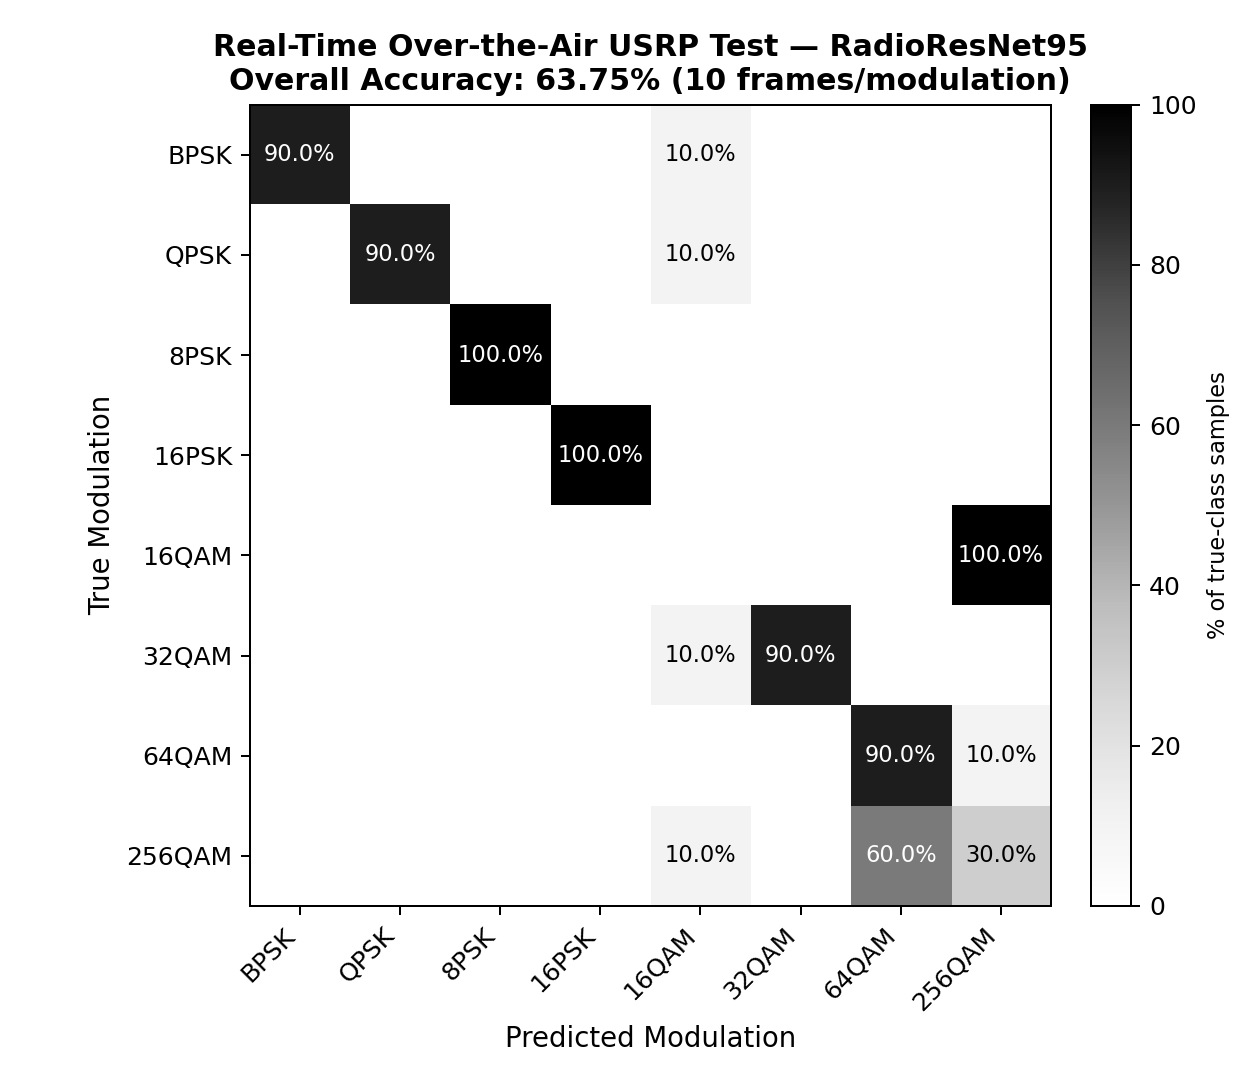 Real-Time Over-the-Air USRP Test — RadioResNet95
Overall Accuracy: 63.75% (10 frames/modulation)
True Modulation
BPSK 90.0% 10.0%
QPSK 90.0% 10.0%
8PSK 100.0%
16PSK 100.0%
16QAM 100.0%
32QAM 10.0% 90.0%
64QAM 90.0% 10.0%
256QAM 10.0% 60.0% 30.0%
BPSK QPSK 8PSK 16PSK 16QAM 32QAM 64QAM 256QAM
Predicted Modulation
100
80
60
40
20
0
% of true-class samples